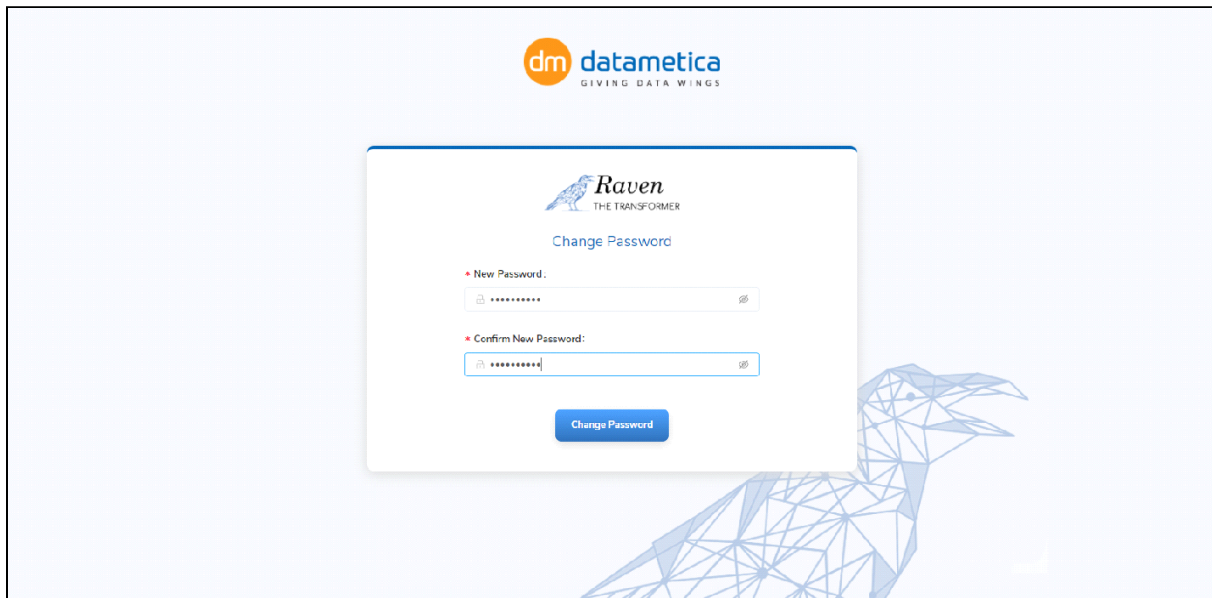 dm datametica
GIVING DATA WINGS
Raven
THE TRANSFORMER
Change Password
* New Password:
••••••••••
* Confirm New Password:
••••••••••
Change Password